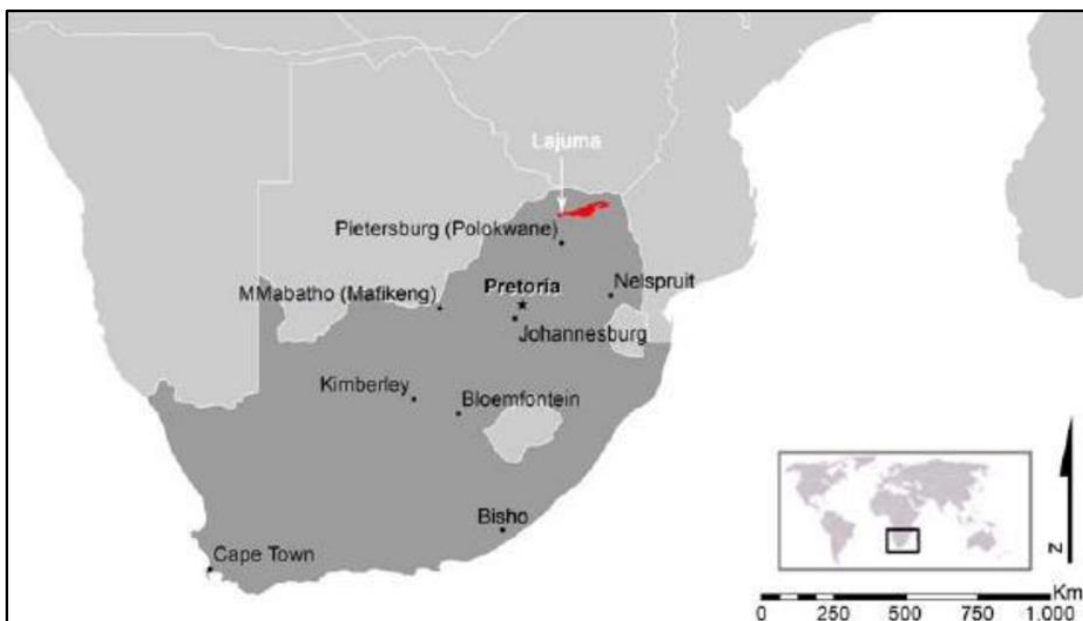 Lajuma
Pietersburg (Polokwane)
Nelspruit
Pretoria
MMabatho (Mafikeng)
Johannesburg
Kimberley
Bloemfontein
Bisho
Cape Town
N
Km
0 250 500 750 1.000